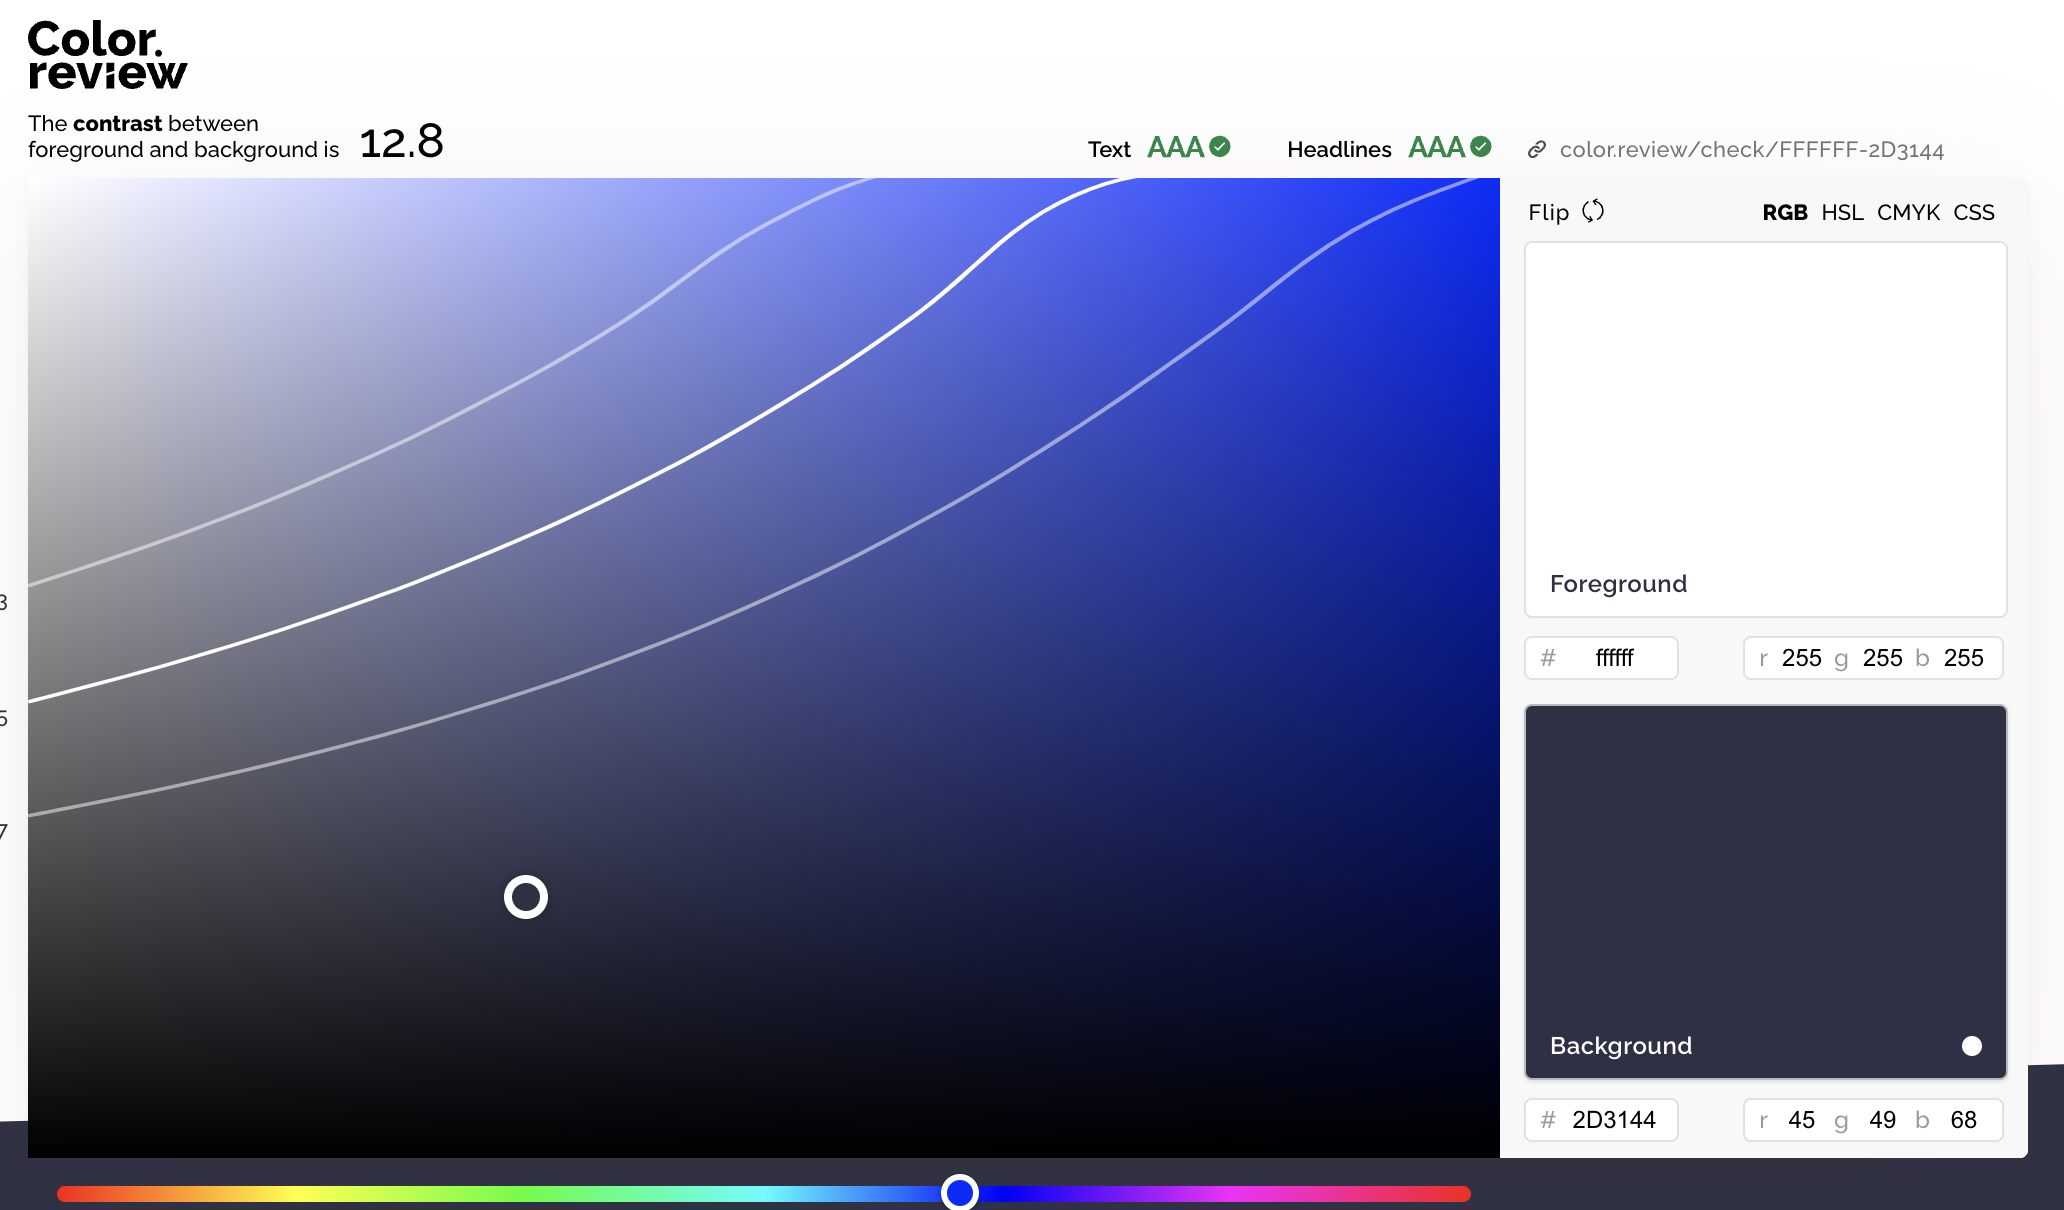 Color.
review
The contrast between
foreground and background is 12.8
Text AAA Headlines AAA color.review/check/FFFFFF-2D3144
Flip RGB HSL CMYK CSS
3
5
7
Foreground
# ffffff r 255 g 255 b 255
Background
# 2D3144 r 45 g 49 b 68